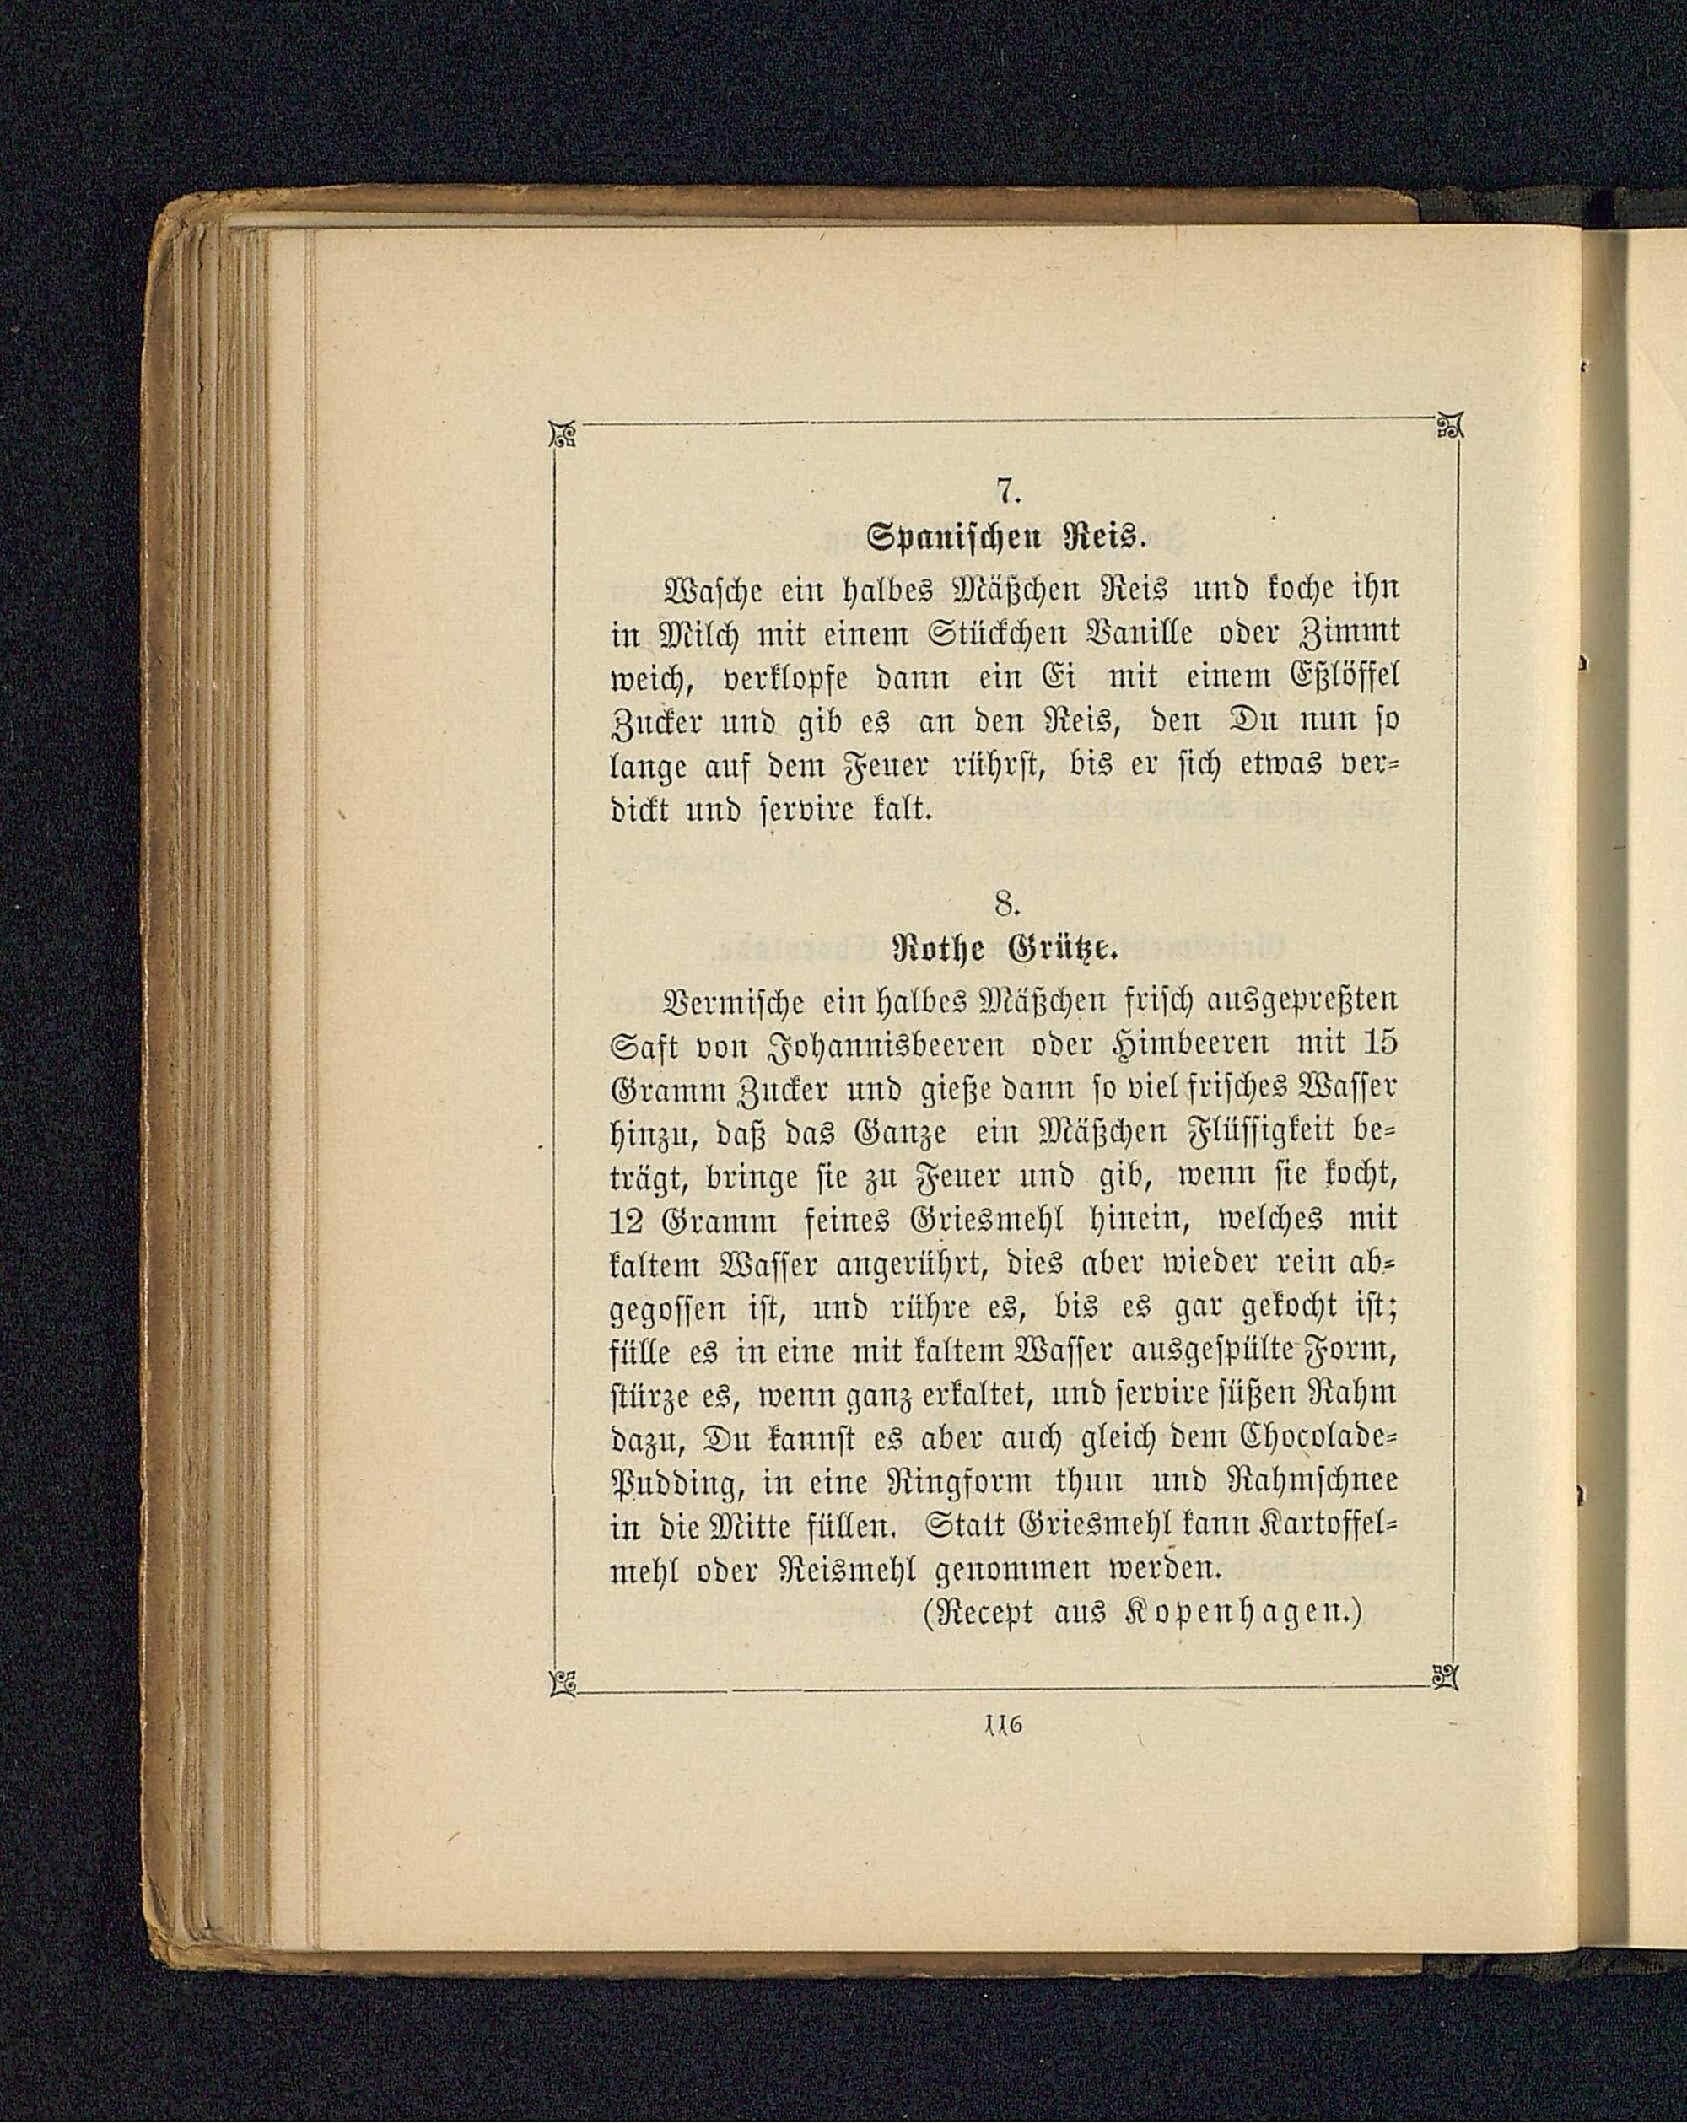 7.
Spanischen Reis.
Wasche ein halbes Mäßchen Reis und koche ihn
in Milch mit einem Stückchen Vanille oder Zimmt
weich, verklopfe dann ein Ei mit einem Eßlöffel
Zucker und gib es an den Reis, den Du nun so
lange auf dem Feuer rührst, bis er sich etwas ver-
dickt und servire kalt.
8.
Rothe Grütze.
Vermische ein halbes Mäßchen frisch ausgepreßten
Saft von Johannisbeeren oder Himbeeren mit 15
Gramm Zucker und gieße dann so viel frisches Wasser
hinzu, daß das Ganze ein Mäßchen Flüssigkeit be-
trägt, bringe sie zu Feuer und gib, wenn sie kocht,
12 Gramm feines Griesmehl hinein, welches mit
kaltem Wasser angerührt, dies aber wieder rein ab-
gegossen ist, und rühre es, bis es gar gekocht ist;
fülle es in eine mit kaltem Wasser ausgespülte Form,
stürze es, wenn ganz erkaltet, und servire süßen Rahm
dazu, Du kannst es aber auch gleich dem Chocolade-
Pudding, in eine Ringform thun und Rahmschnee
in die Mitte füllen. Statt Griesmehl kann Kartoffel-
mehl oder Reismehl genommen werden.
(Recept aus Kopenhagen.)
116